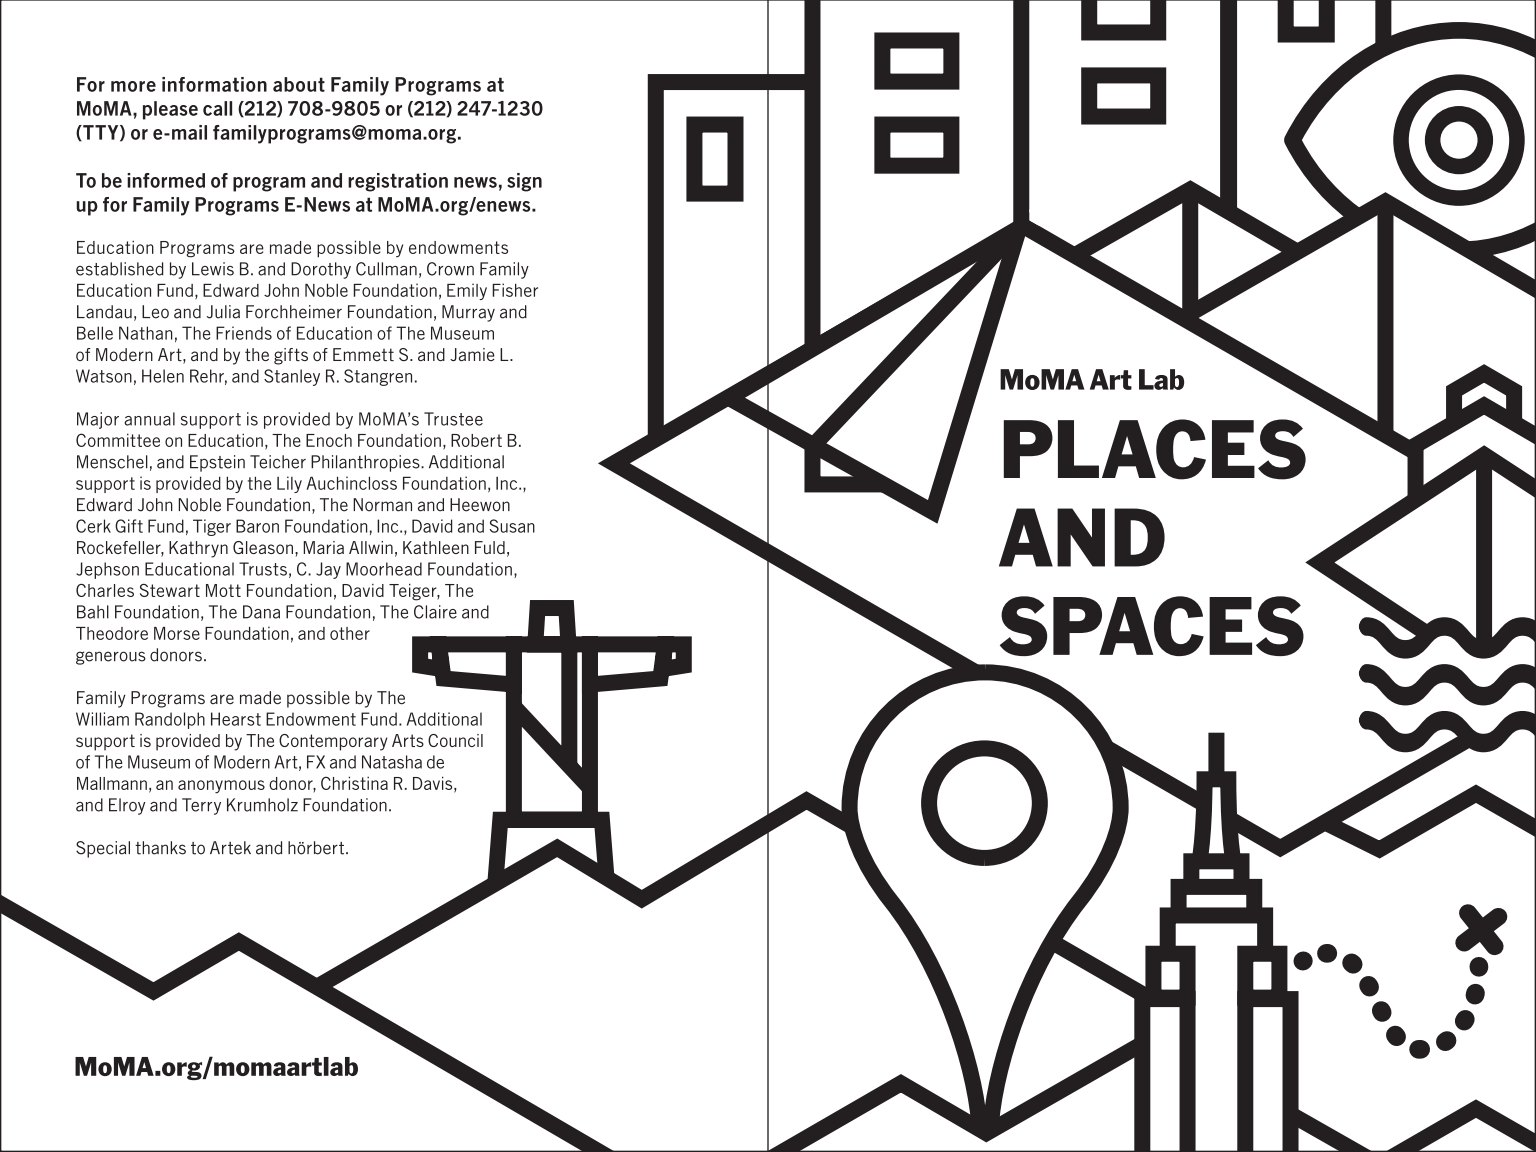 For more information about Family Programs at
MoMA, please call (212) 708-9805 or (212) 247-1230
(TTY) or e-mail familyprograms@moma.org.
To be informed of program and registration news, sign
up for Family Programs E-News at MoMA.org/enews.
Education Programs are made possible by endowments
established by Lewis B. and Dorothy Cullman, Crown Family
Education Fund, Edward John Noble Foundation, Emily Fisher
Landau, Leo and Julia Forchheimer Foundation, Murray and
Belle Nathan, The Friends of Education of The Museum
of Modern Art, and by the gifts of Emmett S. and Jamie L.
Watson, Helen Rehr, and Stanley R. Stangren.
Major annual support is provided by MoMA’s Trustee
Committee on Education, The Enoch Foundation, Robert B.
Menschel, and Epstein Teicher Philanthropies. Additional
support is provided by the Lily Auchincloss Foundation, Inc.,
Edward John Noble Foundation, The Norman and Heewon
Cerk Gift Fund, Tiger Baron Foundation, Inc., David and Susan
Rockefeller, Kathryn Gleason, Maria Allwin, Kathleen Fuld,
Jephson Educational Trusts, C. Jay Moorhead Foundation,
Charles Stewart Mott Foundation, David Teiger, The
Bahl Foundation, The Dana Foundation, The Claire and
Theodore Morse Foundation, and other
generous donors.
Family Programs are made possible by The
William Randolph Hearst Endowment Fund. Additional
support is provided by The Contemporary Arts Council
of The Museum of Modern Art, FX and Natasha de
Mallmann, an anonymous donor, Christina R. Davis,
and Elroy and Terry Krumholz Foundation.
Special thanks to Artek and hörbert.
MoMA.org/momaartlab
MoMA Art Lab
PLACES
AND
SPACES